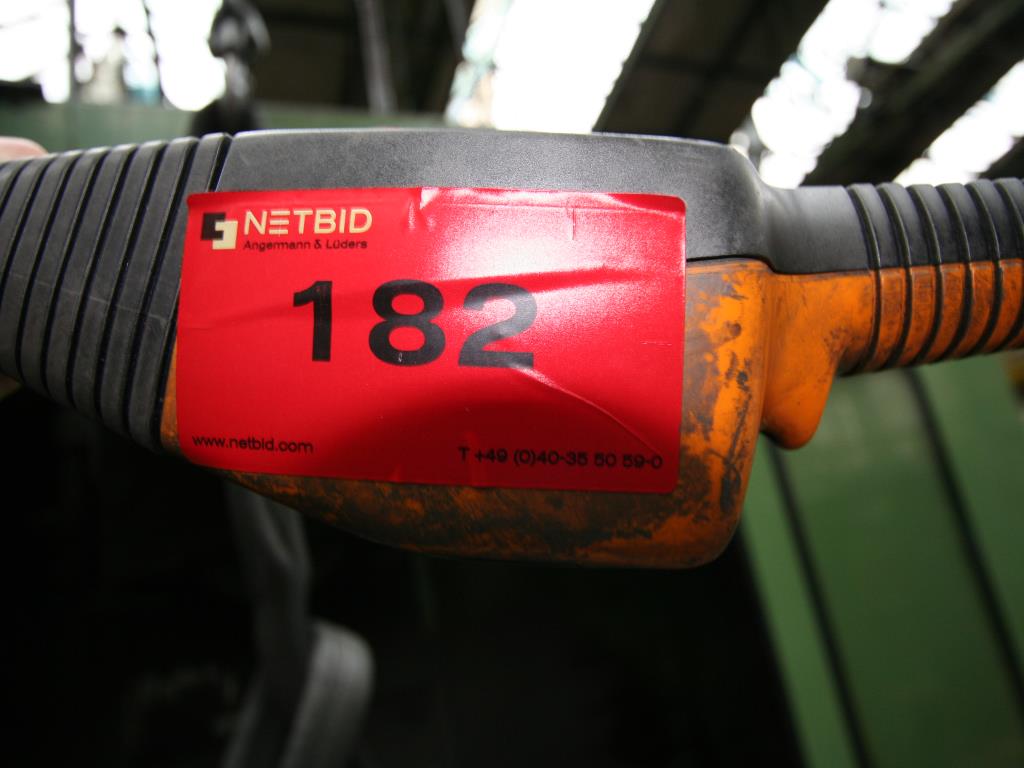 NETBID
Angermann & Lüders
182
www.netbid.com
T +49 (0)40-35 50 59-0